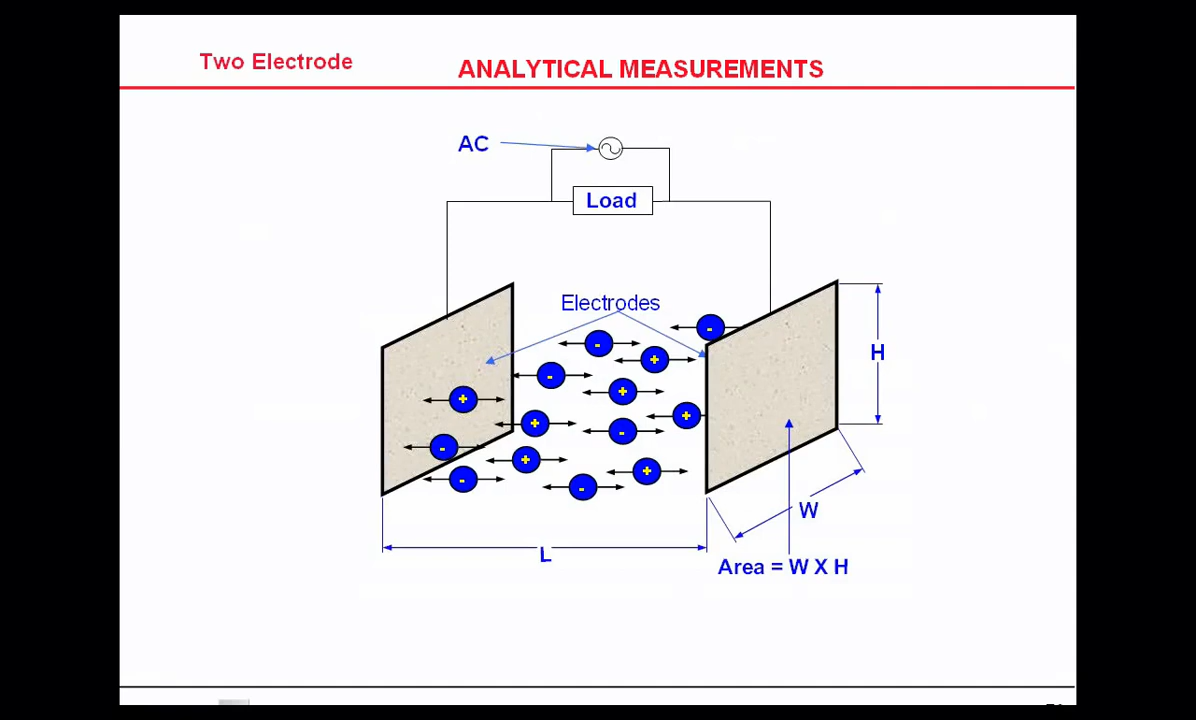 Two Electrode
ANALYTICAL MEASUREMENTS
AC
Load
Electrodes
-
-
+
-
+
H
+
+
+
-
-
+
+
-
-
W
L
Area = W X H